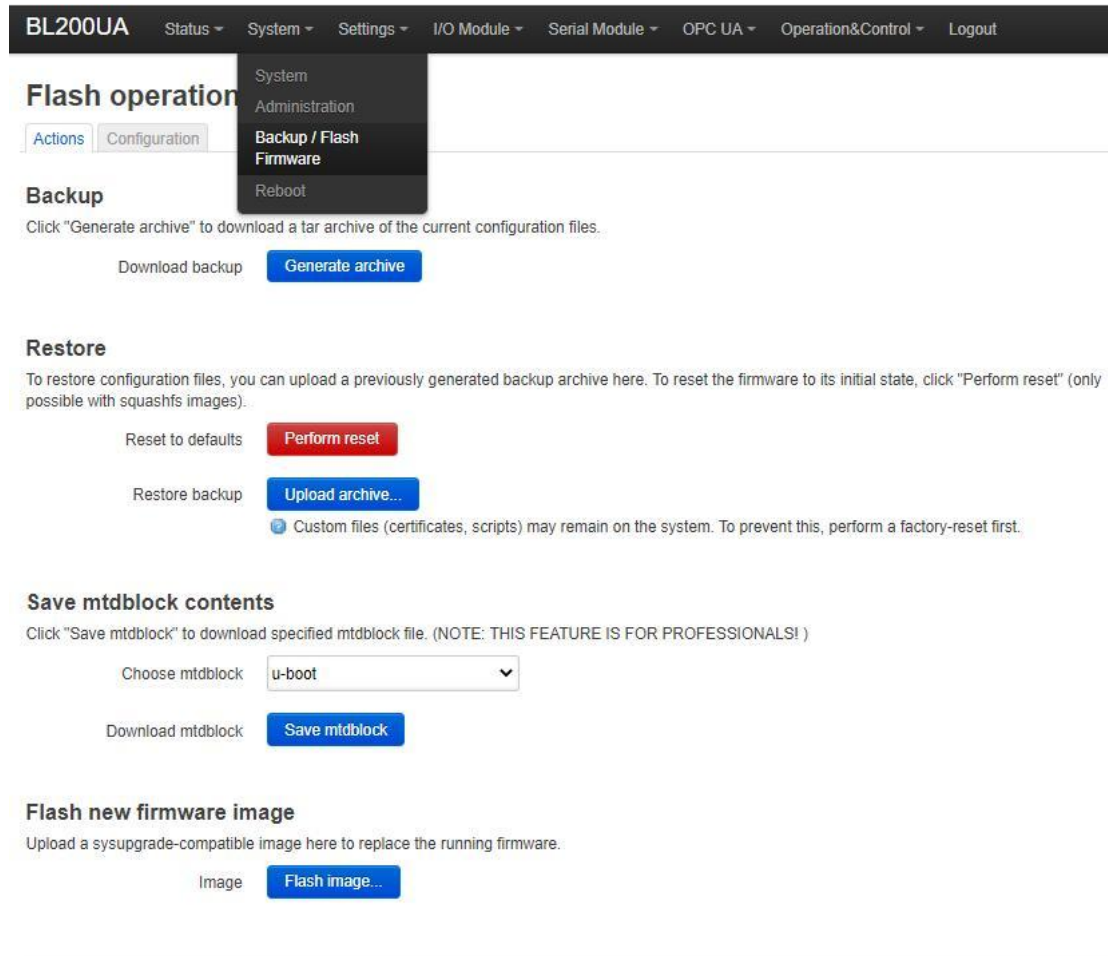 BL200UA Status System Settings I/O Module Serial Module OPC UA Operation&Control Logout
System
Administration
Backup / Flash
Firmware
Reboot
Flash operation
Actions Configuration
Backup
Click "Generate archive" to download a tar archive of the current configuration files.
Download backup Generate archive
Restore
To restore configuration files, you can upload a previously generated backup archive here. To reset the firmware to its initial state, click "Perform reset" (only
possible with squashfs images).
Reset to defaults Perform reset
Restore backup Upload archive...
Custom files (certificates, scripts) may remain on the system. To prevent this, perform a factory-reset first.
Save mtdblock contents
Click "Save mtdblock" to download specified mtdblock file. (NOTE: THIS FEATURE IS FOR PROFESSIONALS! )
Choose mtdblock u-boot
Download mtdblock Save mtdblock
Flash new firmware image
Upload a sysupgrade-compatible image here to replace the running firmware.
Image Flash image...